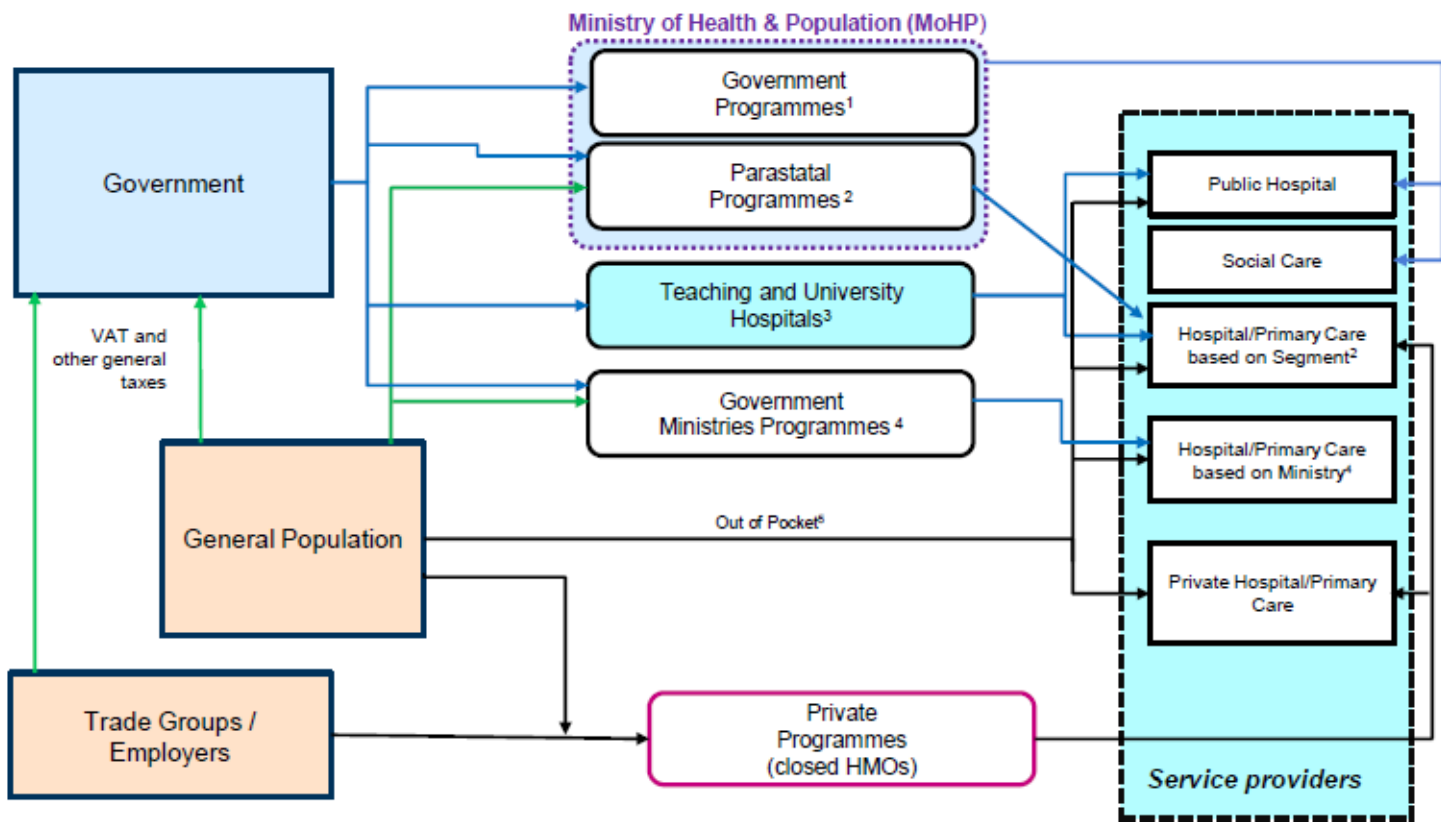 Ministry of Health & Population (MoHP)
Government
Programmes¹
Government
Parastatal
Programmes ²
Public Hospital
Social Care
Teaching and University
Hospitals³
VAT and
other general
taxes
Hospital/Primary Care
based on Segment²
Government
Ministries Programmes ⁴
Hospital/Primary Care
based on Ministry⁴
General Population
Out of Pocket⁵
Private Hospital/Primary
Care
Trade Groups /
Employers
Private
Programmes
(closed HMOs)
Service providers